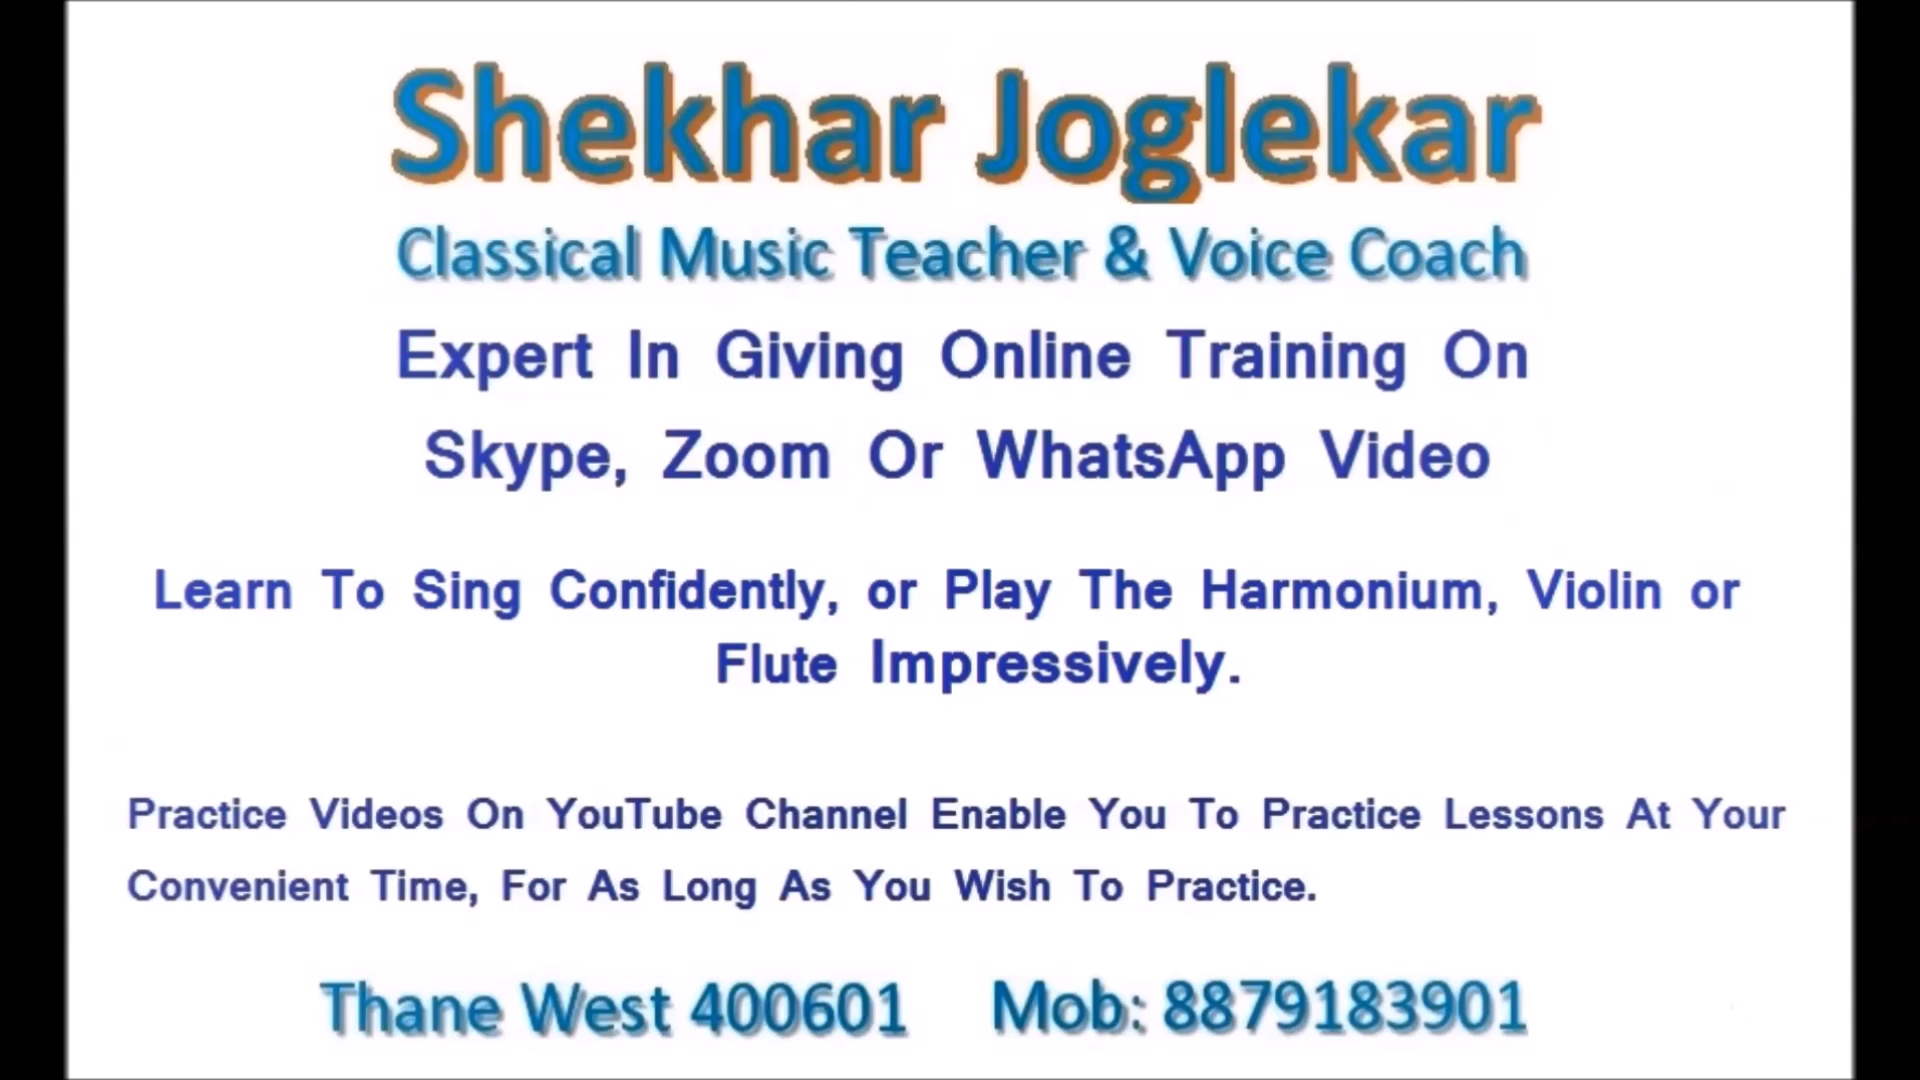 Shekhar Joglekar
Classical Music Teacher & Voice Coach
Expert In Giving Online Training On
Skype, Zoom Or WhatsApp Video
Learn To Sing Confidently, or Play The Harmonium, Violin or
Flute Impressively.
Practice Videos On YouTube Channel Enable You To Practice Lessons At Your
Convenient Time, For As Long As You Wish To Practice.
Thane West 400601 Mob: 8879183901